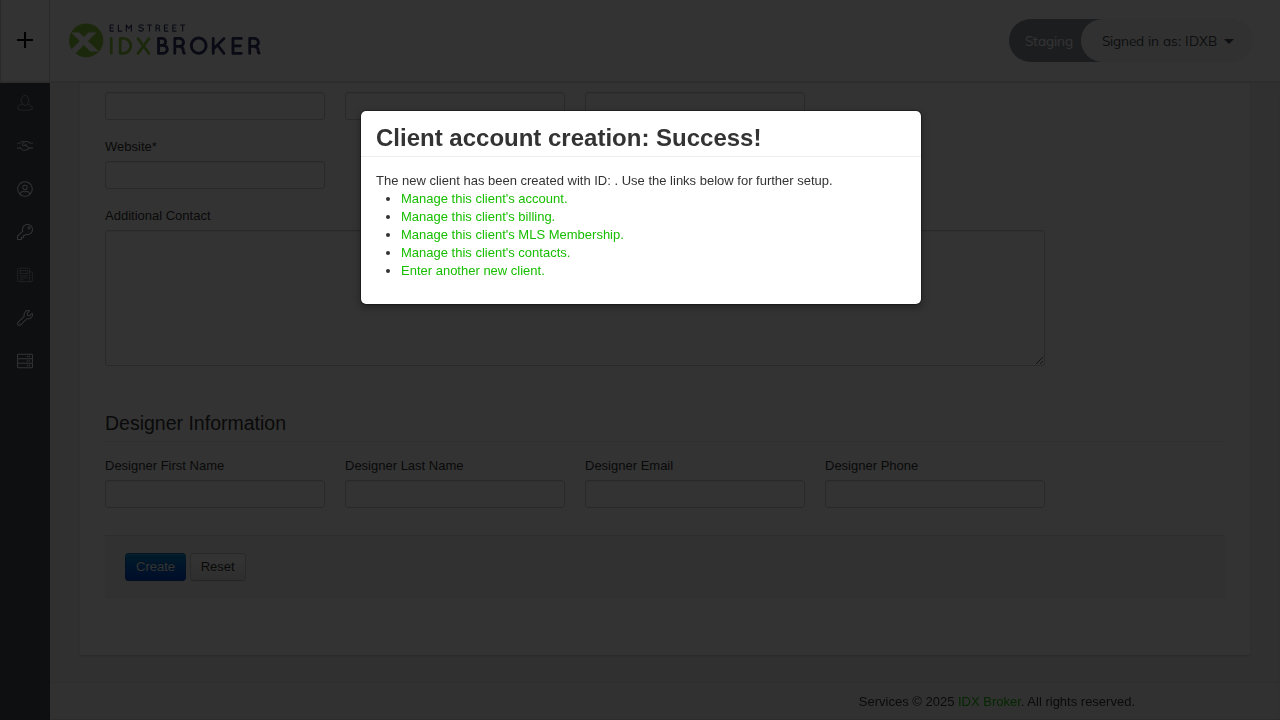 ELM STREET
IDXBROKER
Staging
Signed in as: IDXB
Client account creation: Success!
Website*
The new client has been created with ID: . Use the links below for further setup.
Manage this client's account.
Manage this client's billing.
Additional Contact
Manage this client's MLS Membership.
Manage this client's contacts.
Enter another new client.
Designer Information
Designer First Name
Designer Last Name
Designer Email
Designer Phone
Create
Reset
Services © 2025 IDX Broker. All rights reserved.